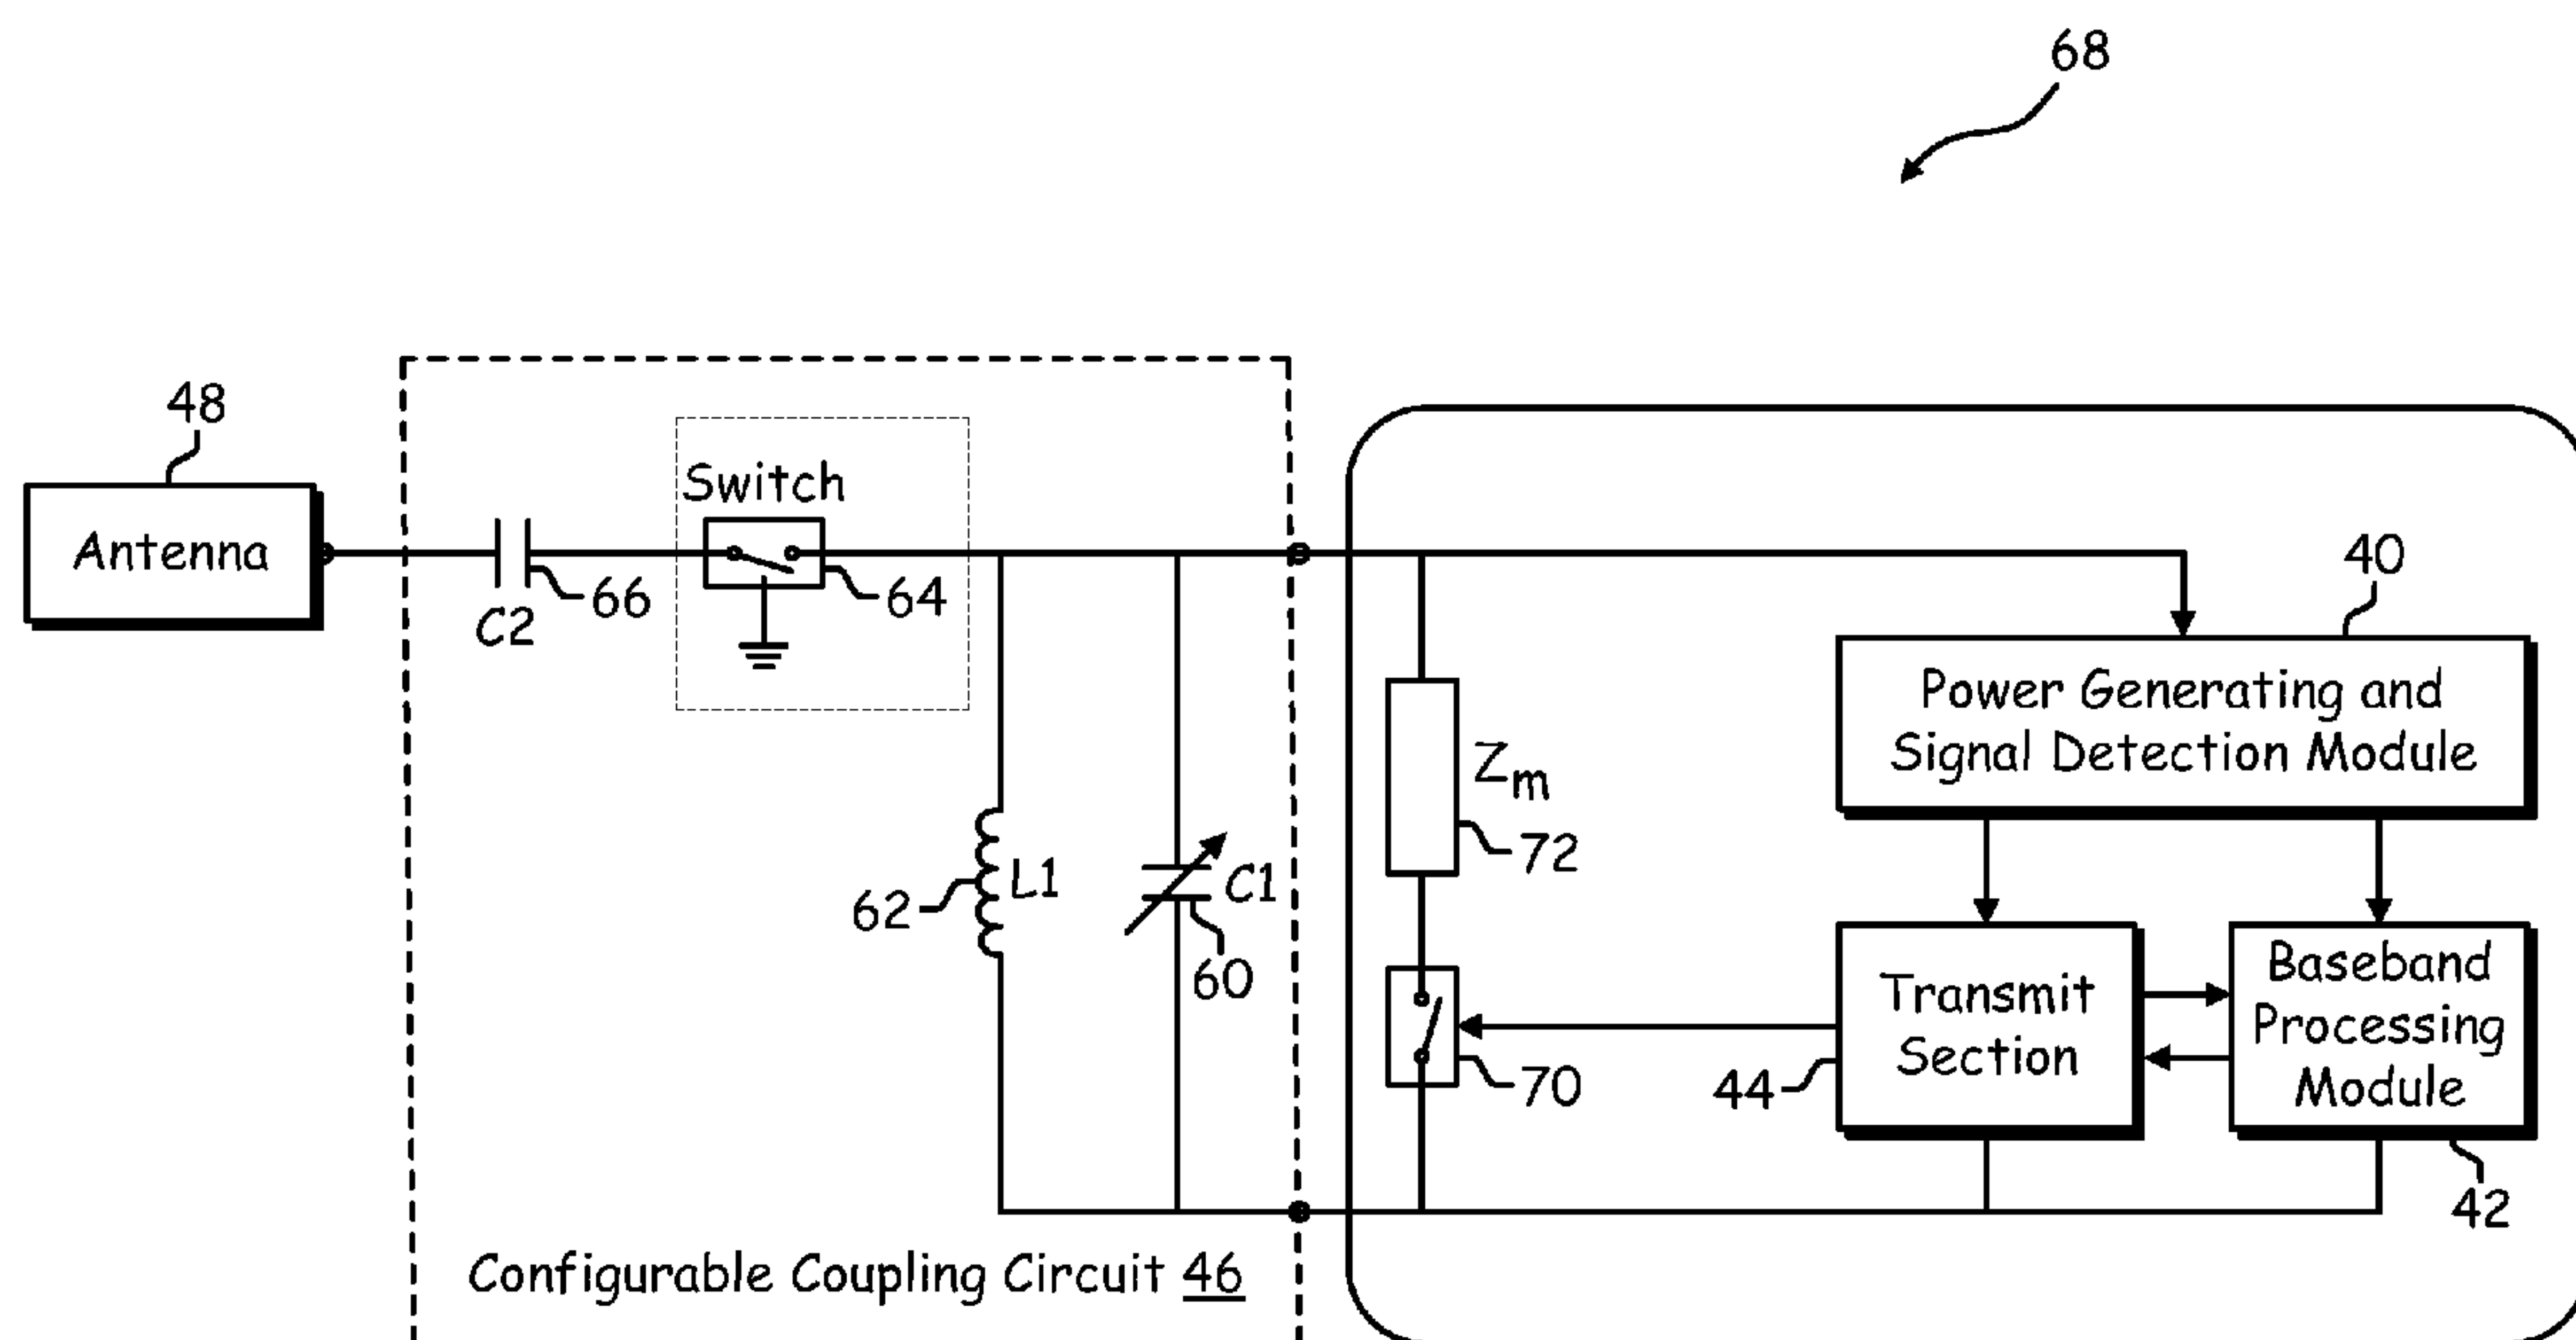 68
48
Antenna
C2
66
Switch
64
62
L1
C1
60
Configurable Coupling Circuit 46
Zm
72
70
40
Power Generating and
Signal Detection Module
Transmit
Section
44
Baseband
Processing
Module
42